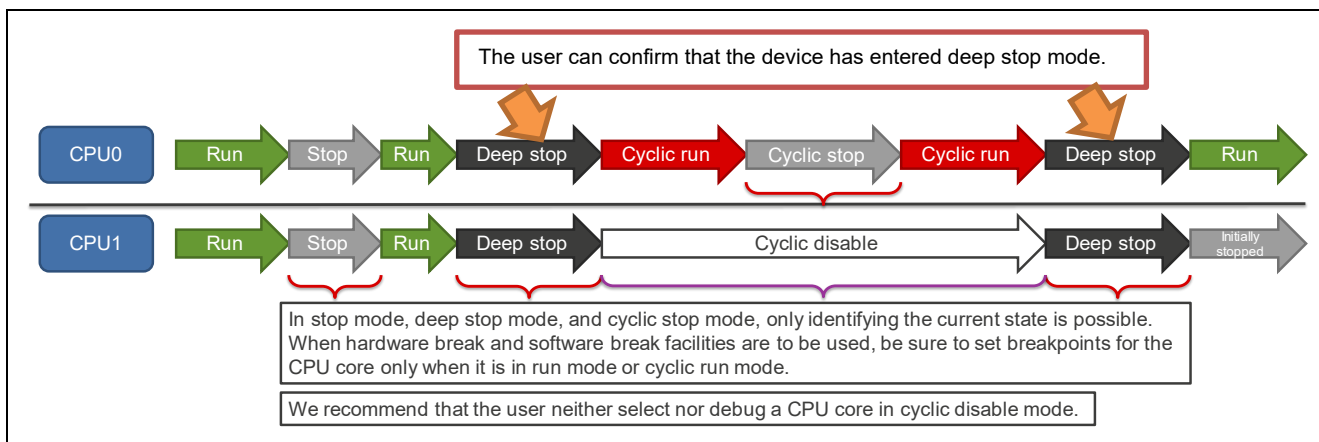 The user can confirm that the device has entered deep stop mode.
CPU0
Run
Stop
Run
Deep stop
Cyclic run
Cyclic stop
Cyclic run
Deep stop
Run
CPU1
Run
Stop
Run
Deep stop
Cyclic disable
Deep stop
Initially
stopped
In stop mode, deep stop mode, and cyclic stop mode, only identifying the current state is possible.
When hardware break and software break facilities are to be used, be sure to set breakpoints for the
CPU core only when it is in run mode or cyclic run mode.
We recommend that the user neither select nor debug a CPU core in cyclic disable mode.